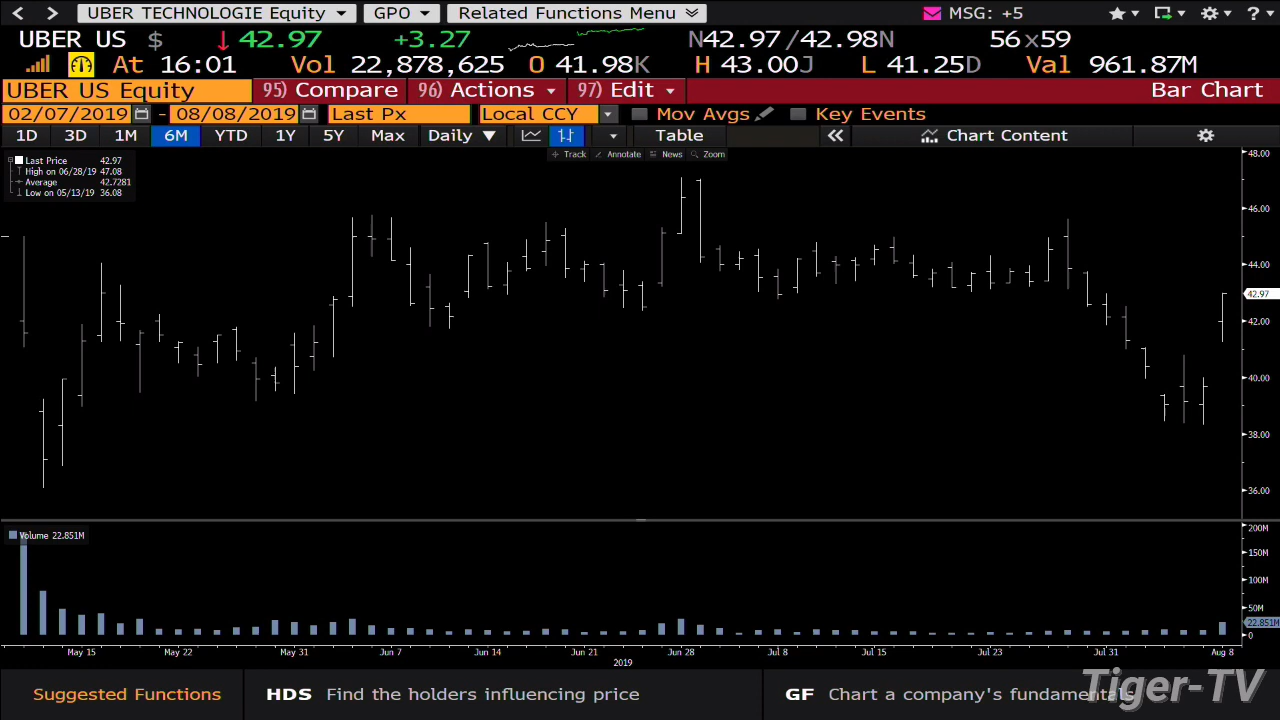 UBER TECHNOLOGIE Equity GPO Related Functions Menu MSG: +5 ?
UBER US $ ↓ 42.97 +3.27 N42.97 /42.98N 56x59
At 16:01 Vol 22,878,625 O 41.98K H 43.00J L 41.25D Val 961.87M
UBER US Equity 95) Compare 96) Actions 97) Edit Bar Chart
02/07/2019 - 08/08/2019 Last Px Local CCY Mov Avgs Key Events
1D 3D 1M 6M YTD 1Y 5Y Max Daily ▼ Table « Chart Content
Track Annotate News Zoom
Last Price 42.97
High on 06/28/19 47.08
Average 42.7281
Low on 05/13/19 36.08
48.00
46.00
44.00
42.97
42.00
40.00
38.00
36.00
Volume 22.851M
200M
150M
100M
50M
22.851M
0
May 15 May 22 May 31 Jun 7 Jun 14 Jun 21 Jun 28 Jul 8 Jul 15 Jul 23 Jul 31 Aug 8
2019
Suggested Functions HDS Find the holders influencing price GF Chart a company's fundamentals
Tiger-TV